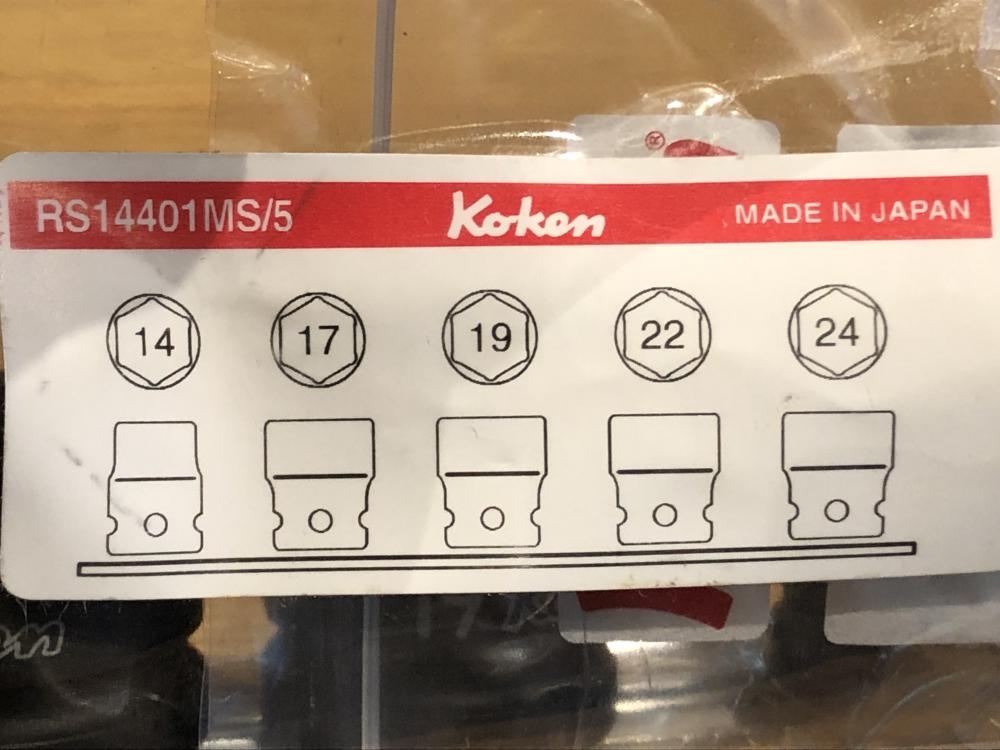 RS14401MS/5 Koken MADE IN JAPAN
14 17 19 22 24
®